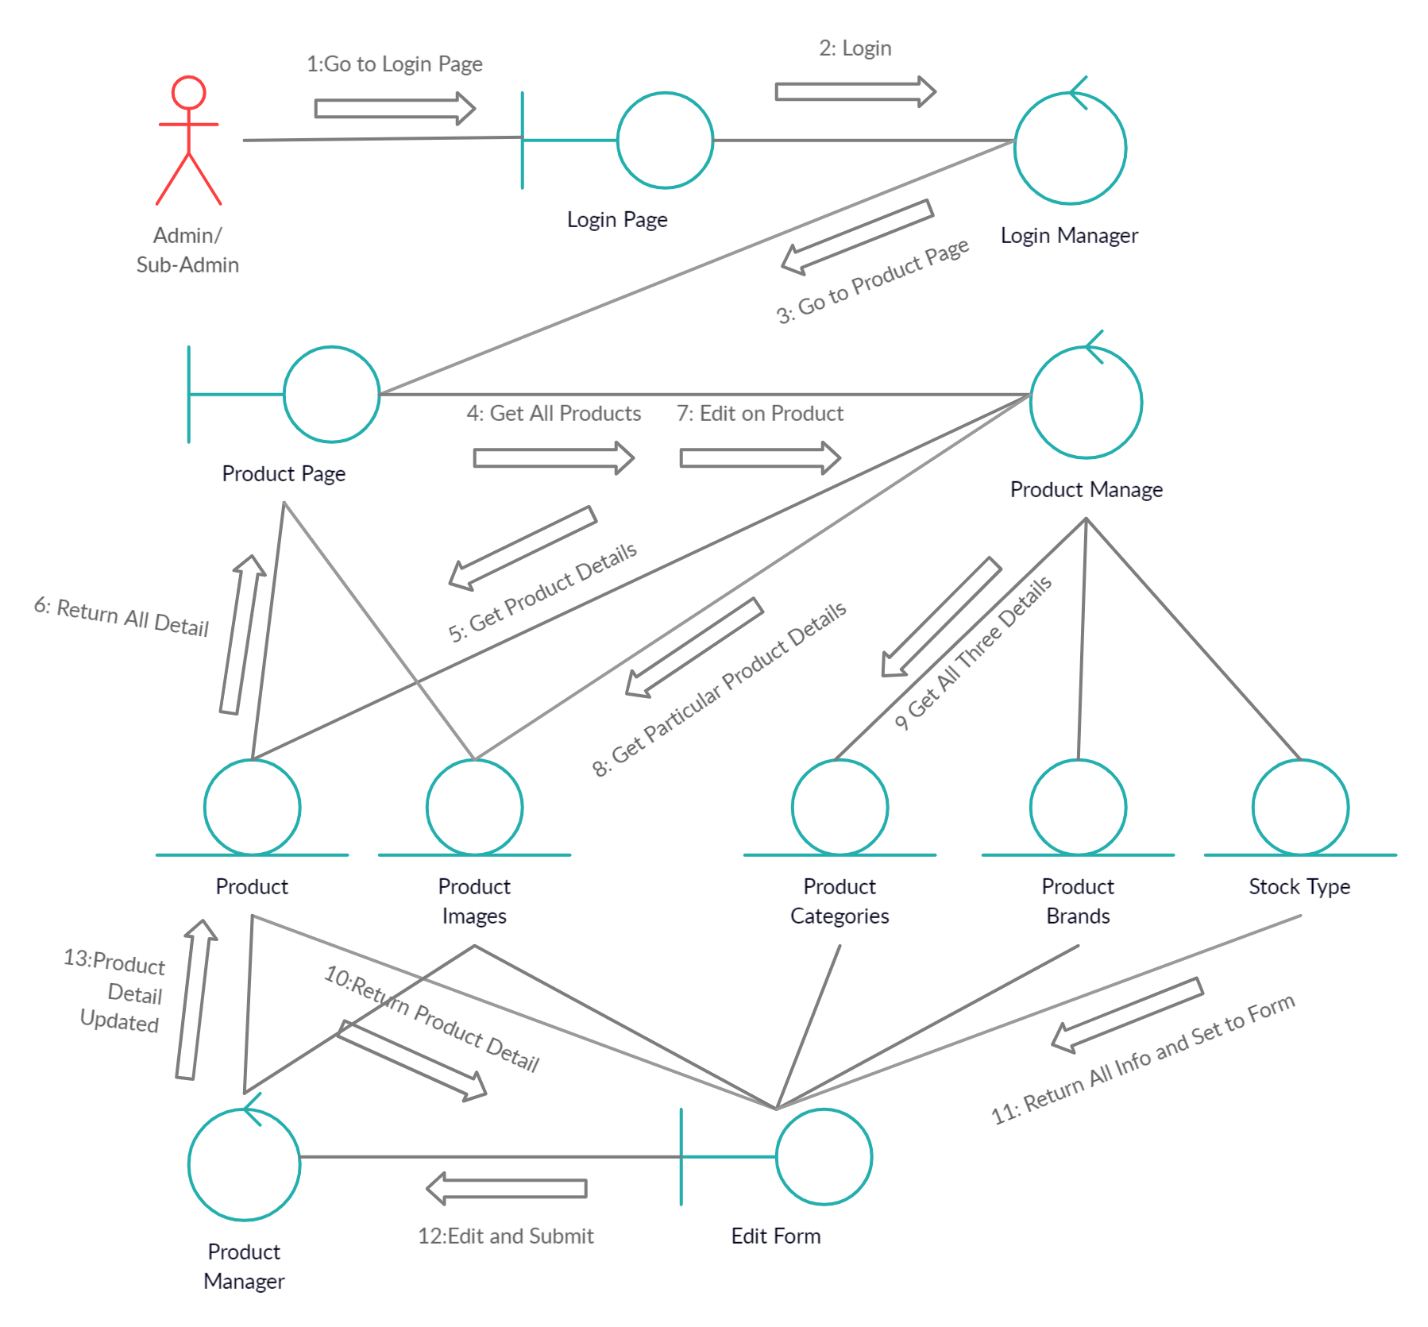 1:Go to Login Page
2: Login
Admin/
Sub-Admin
Login Page
Login Manager
3: Go to Product Page
Product Page
4: Get All Products
7: Edit on Product
Product Manage
5: Get Product Details
6: Return All Detail
8: Get Particular Product Details
9 Get All Three Details
Product
Product
Images
Product
Categories
Product
Brands
Stock Type
13:Product
Detail
Updated
10:Return Product Detail
11: Return All Info and Set to Form
12:Edit and Submit
Edit Form
Product
Manager